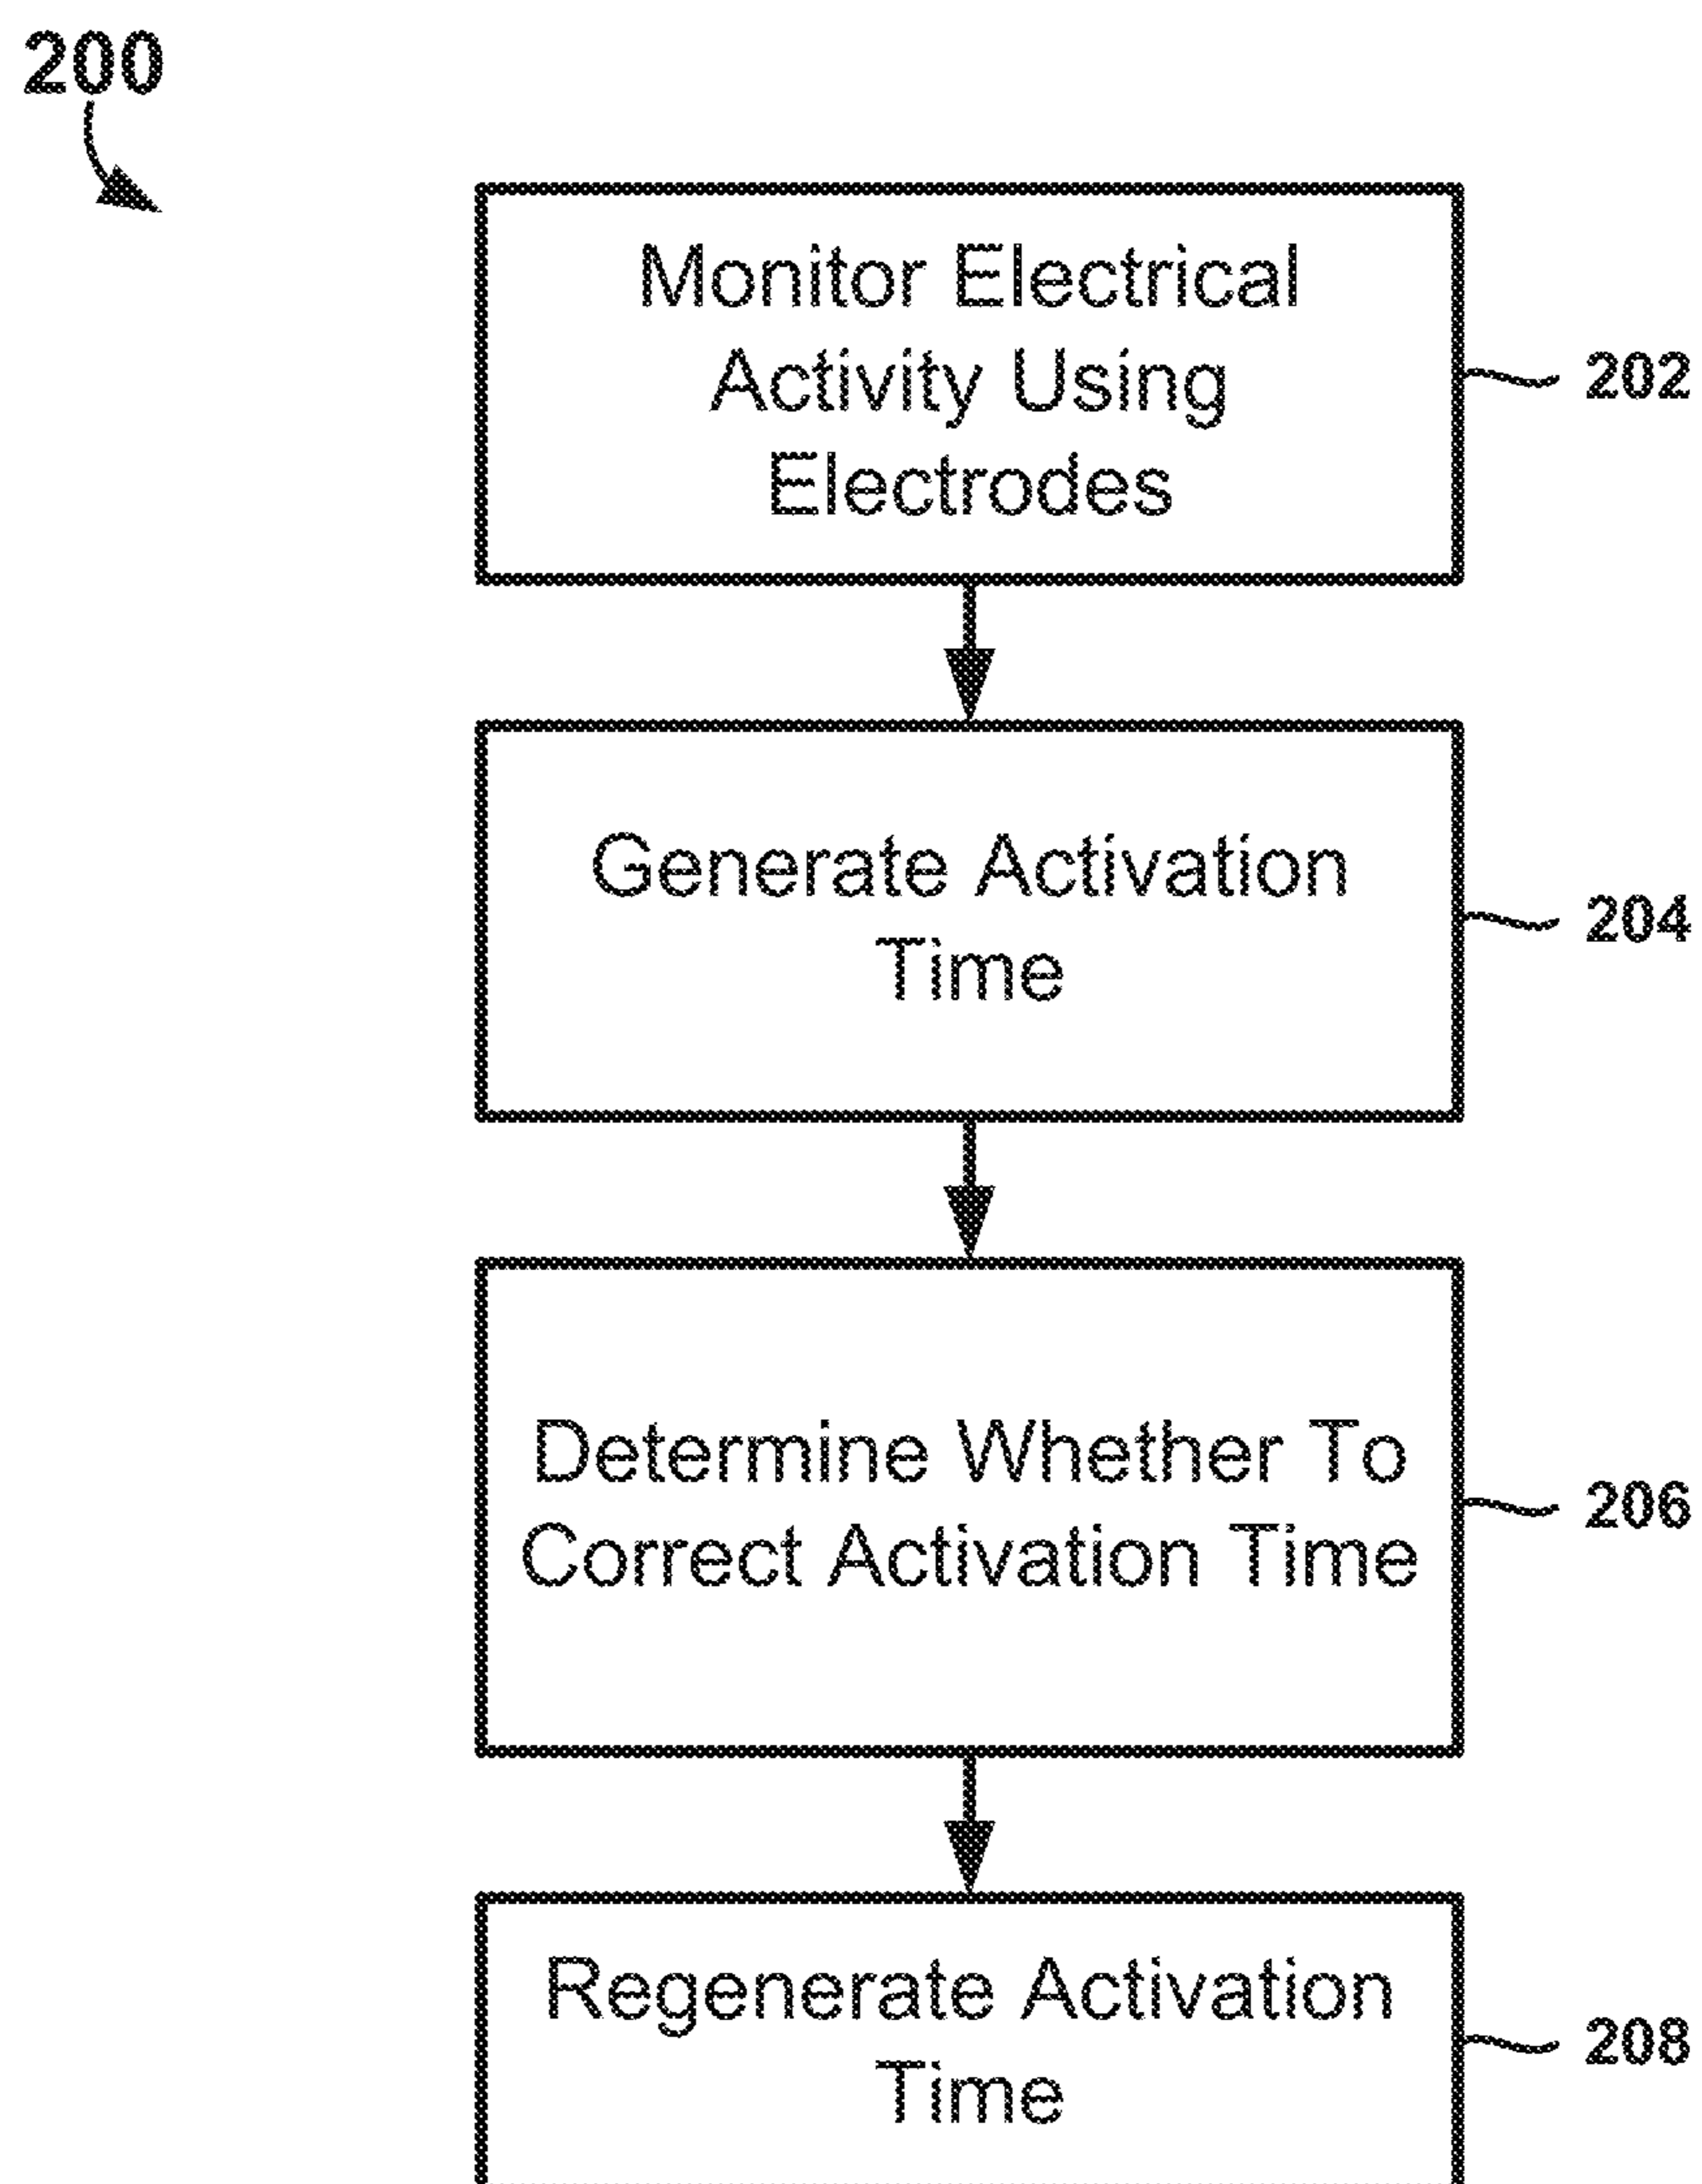 200
Monitor Electrical
Activity Using
Electrodes
202
Generate Activation
Time
204
Determine Whether To
Correct Activation Time
206
Regenerate Activation
Time
208